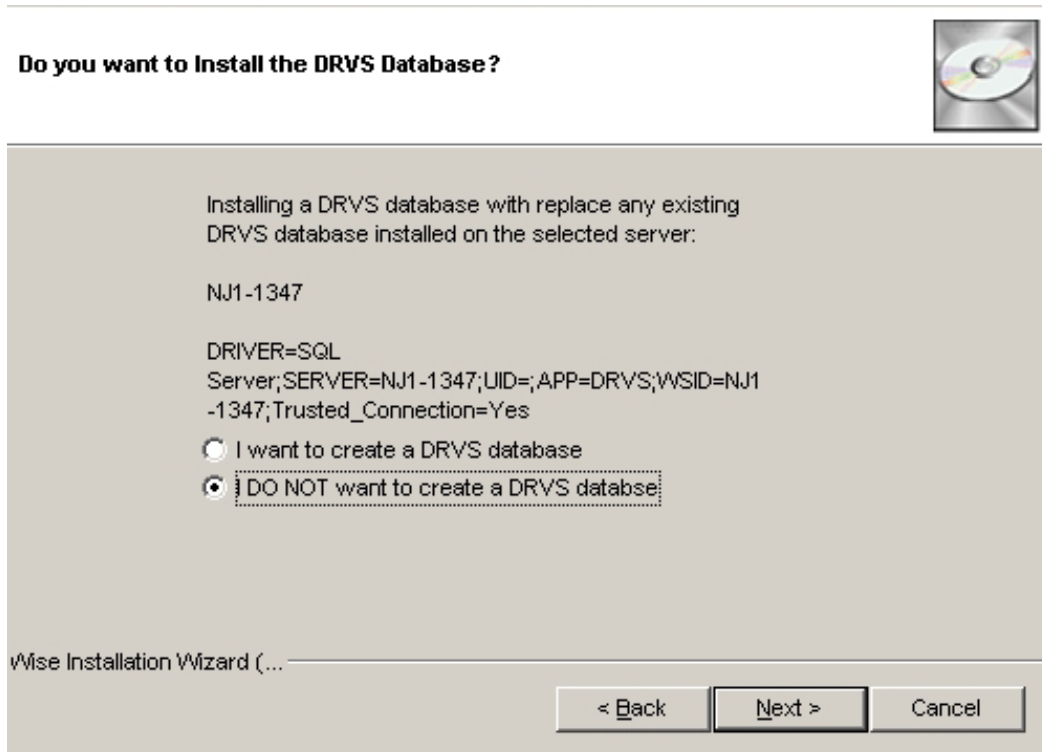 Do you want to Install the DRVS Database?
Installing a DRVS database with replace any existing
DRVS database installed on the selected server:
NJ1-1347
DRIVER=SQL
Server;SERVER=NJ1-1347;UID=;APP=DRVS;WSID=NJ1
-1347;Trusted_Connection=Yes
I want to create a DRVS database
I DO NOT want to create a DRVS databse
Wise Installation Wizard (...
< Back Next > Cancel